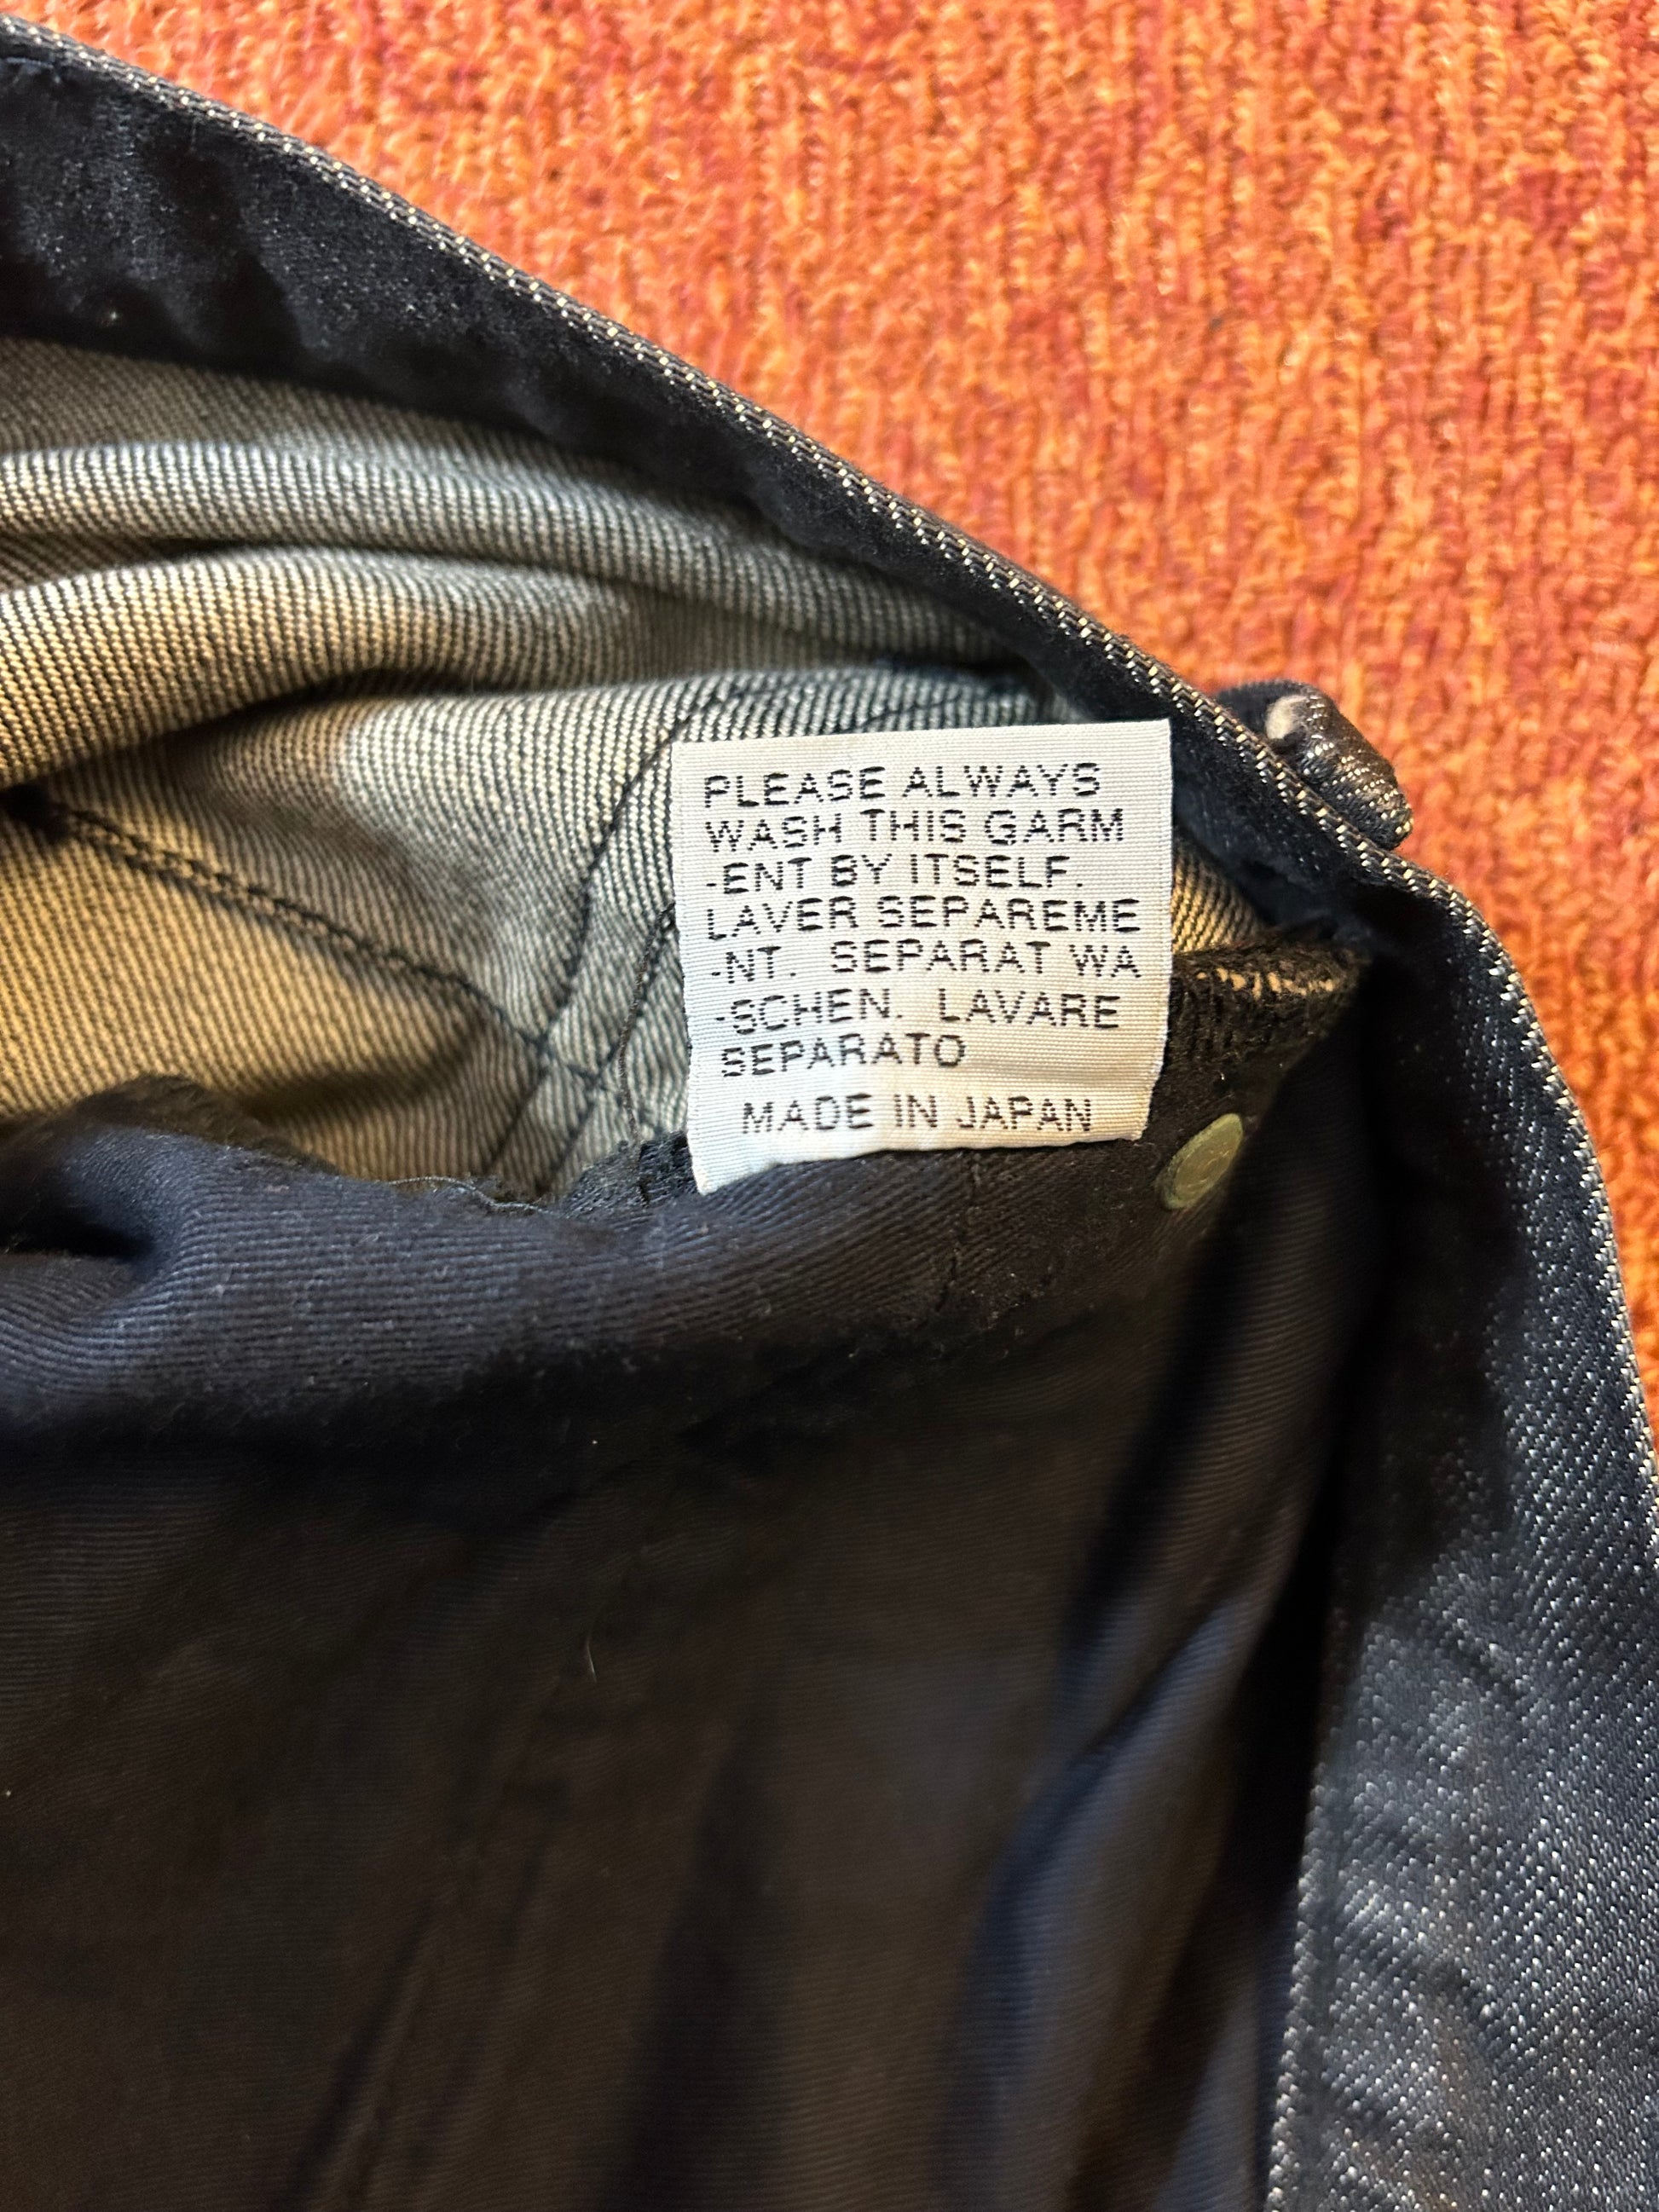 PLEASE ALWAYS
WASH THIS GARM
-ENT BY ITSELF.
LAVER SEPAREME
-NT. SEPARAT WA
-SCHEN. LAVARE
SEPARATO
MADE IN JAPAN